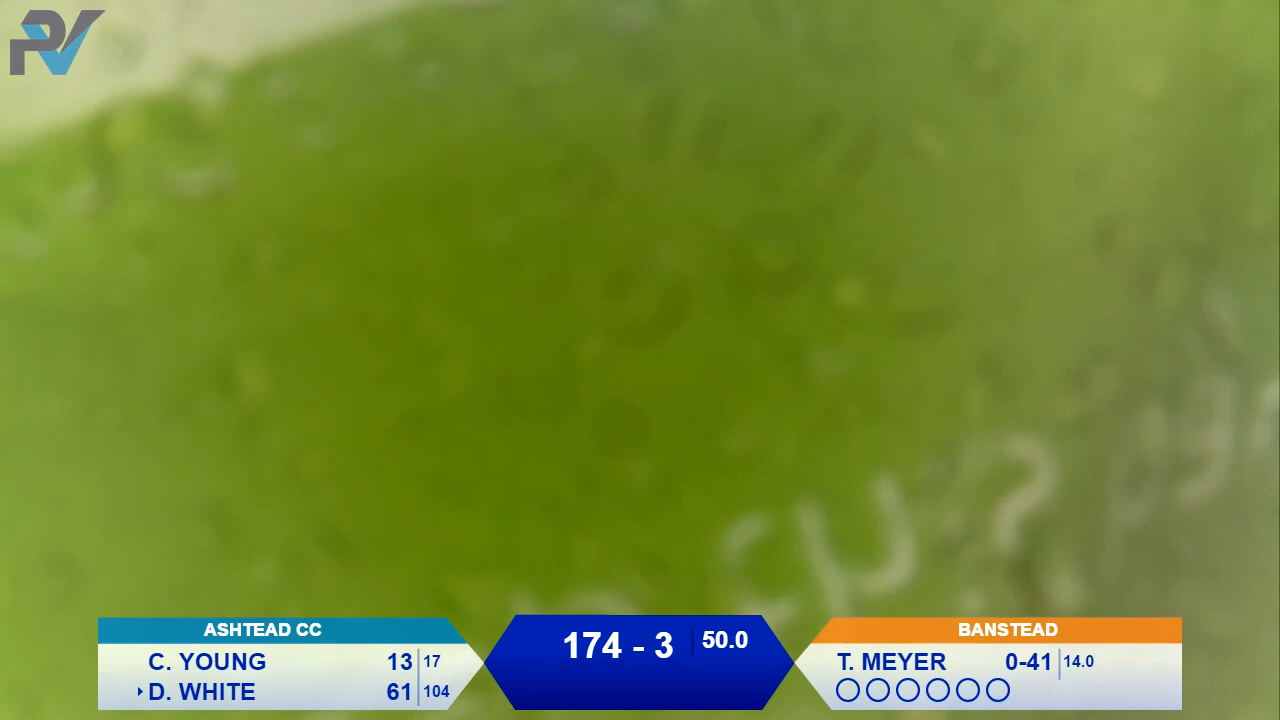 PV
ASHTEAD CC
C. YOUNG 13 17
D. WHITE 61 104
174 - 3 50.0
BANSTEAD
T. MEYER 0-41 14.0